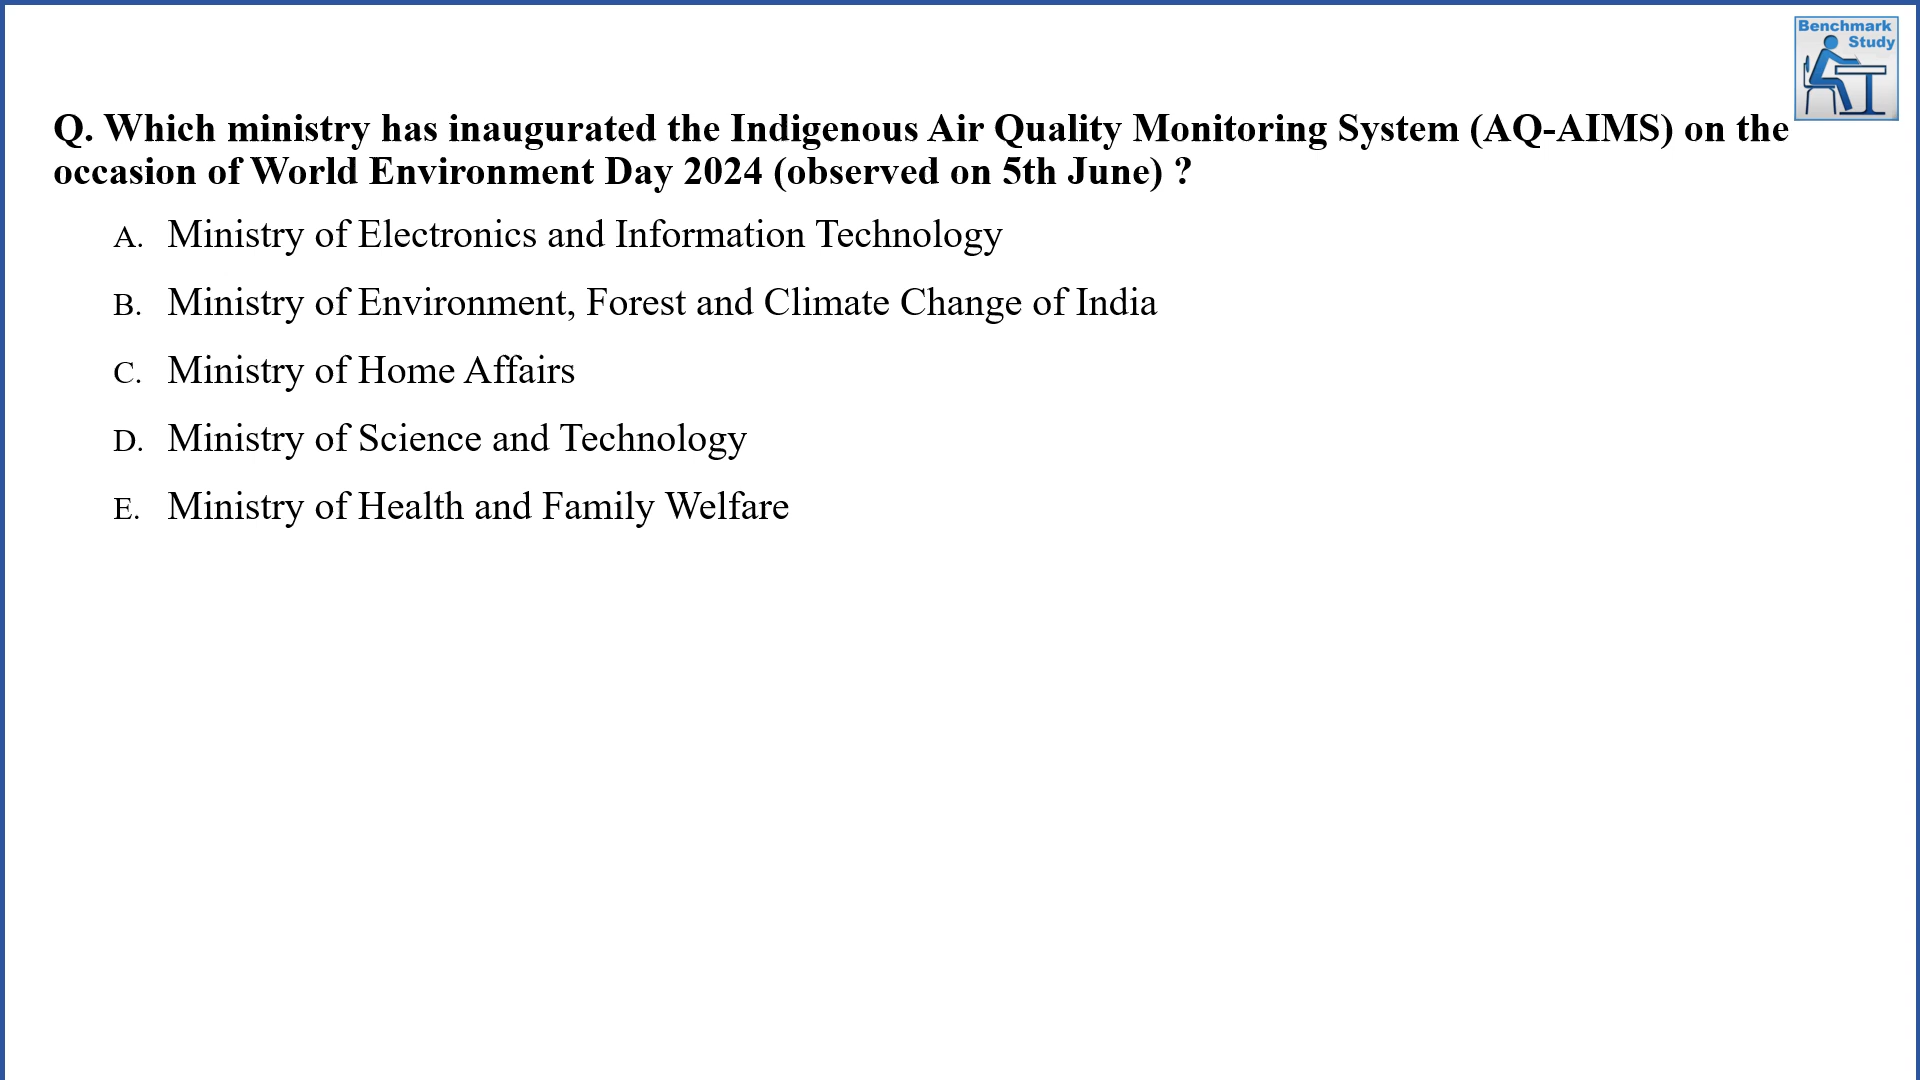 Benchmark
Study
Q. Which ministry has inaugurated the Indigenous Air Quality Monitoring System (AQ-AIMS) on the
occasion of World Environment Day 2024 (observed on 5th June) ?
A. Ministry of Electronics and Information Technology
B. Ministry of Environment, Forest and Climate Change of India
C. Ministry of Home Affairs
D. Ministry of Science and Technology
E. Ministry of Health and Family Welfare